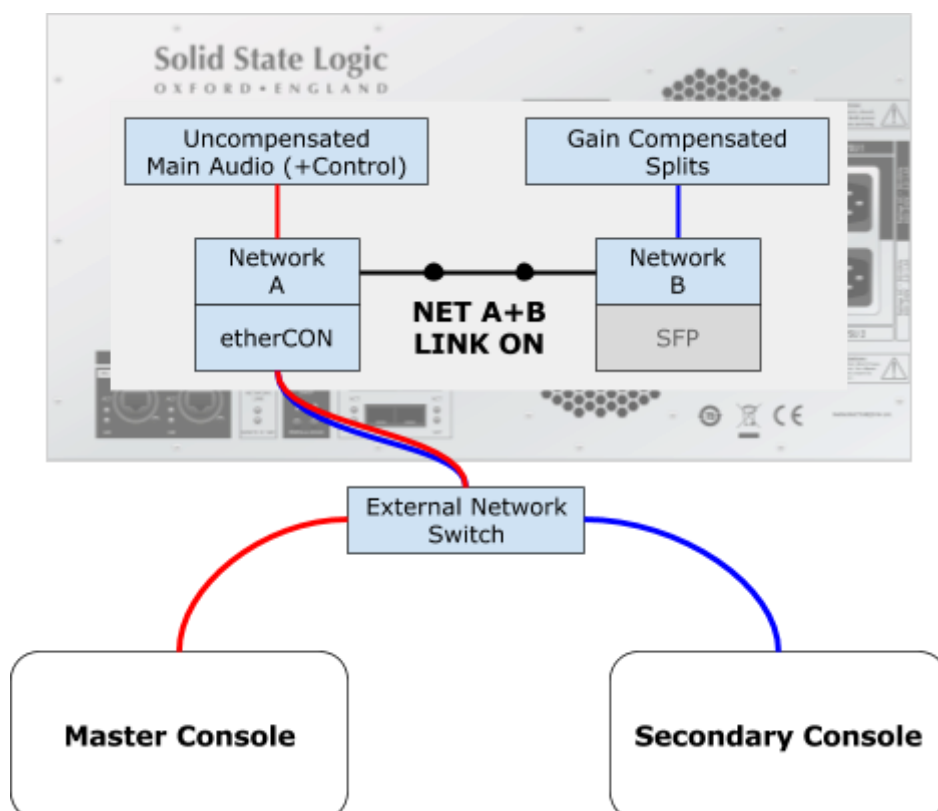 Solid State Logic
OXFORD • ENGLAND
Uncompensated
Main Audio (+Control)
Gain Compensated
Splits
Network
A
Network
B
NET A+B
LINK ON
etherCON
SFP
External Network
Switch
Master Console
Secondary Console